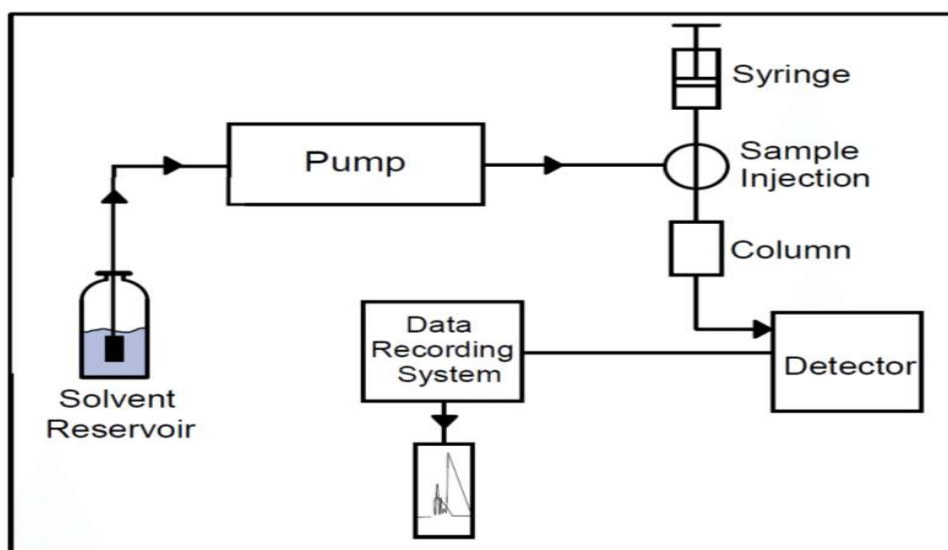 Syringe
Pump
Sample
Injection
Column
Data
Recording
System
Detector
Solvent
Reservoir